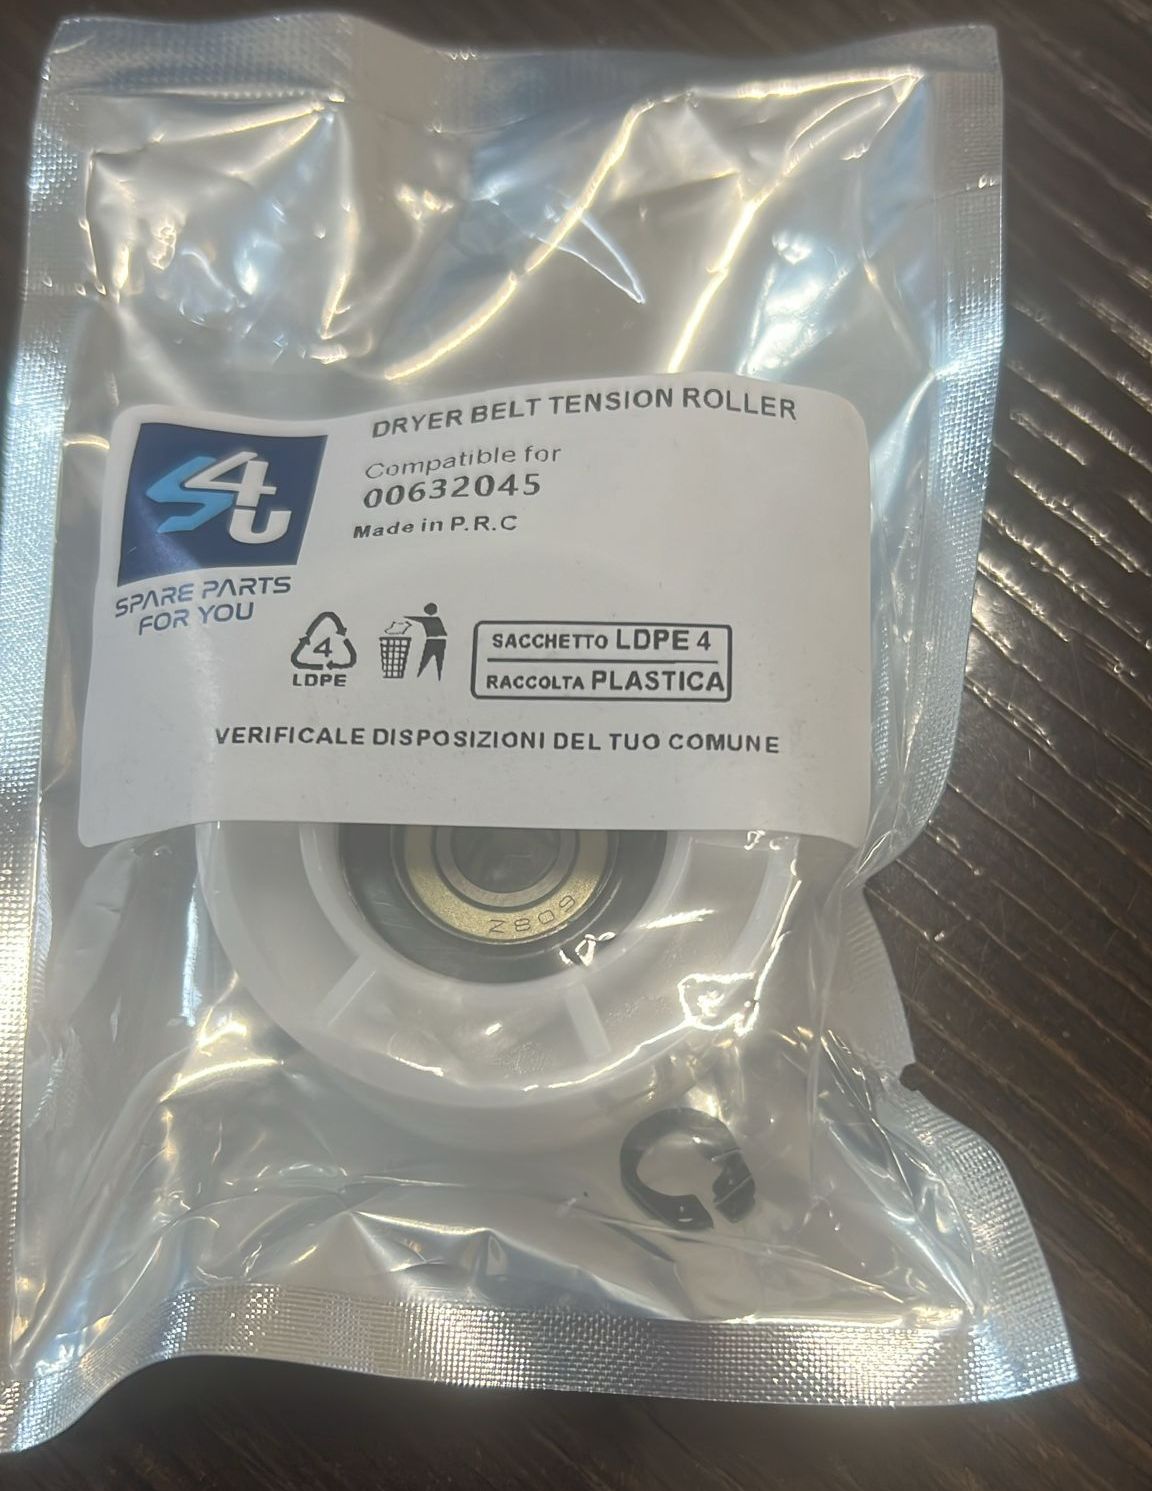 DRYER BELT TENSION ROLLER
Compatible for
00632045
Made in P.R.C
S4U
SPARE PARTS
FOR YOU
4
LDPE
SACCHETTO LDPE 4
RACCOLTA PLASTICA
VERIFICALE DISPOSIZIONI DEL TUO COMUNE
608Z